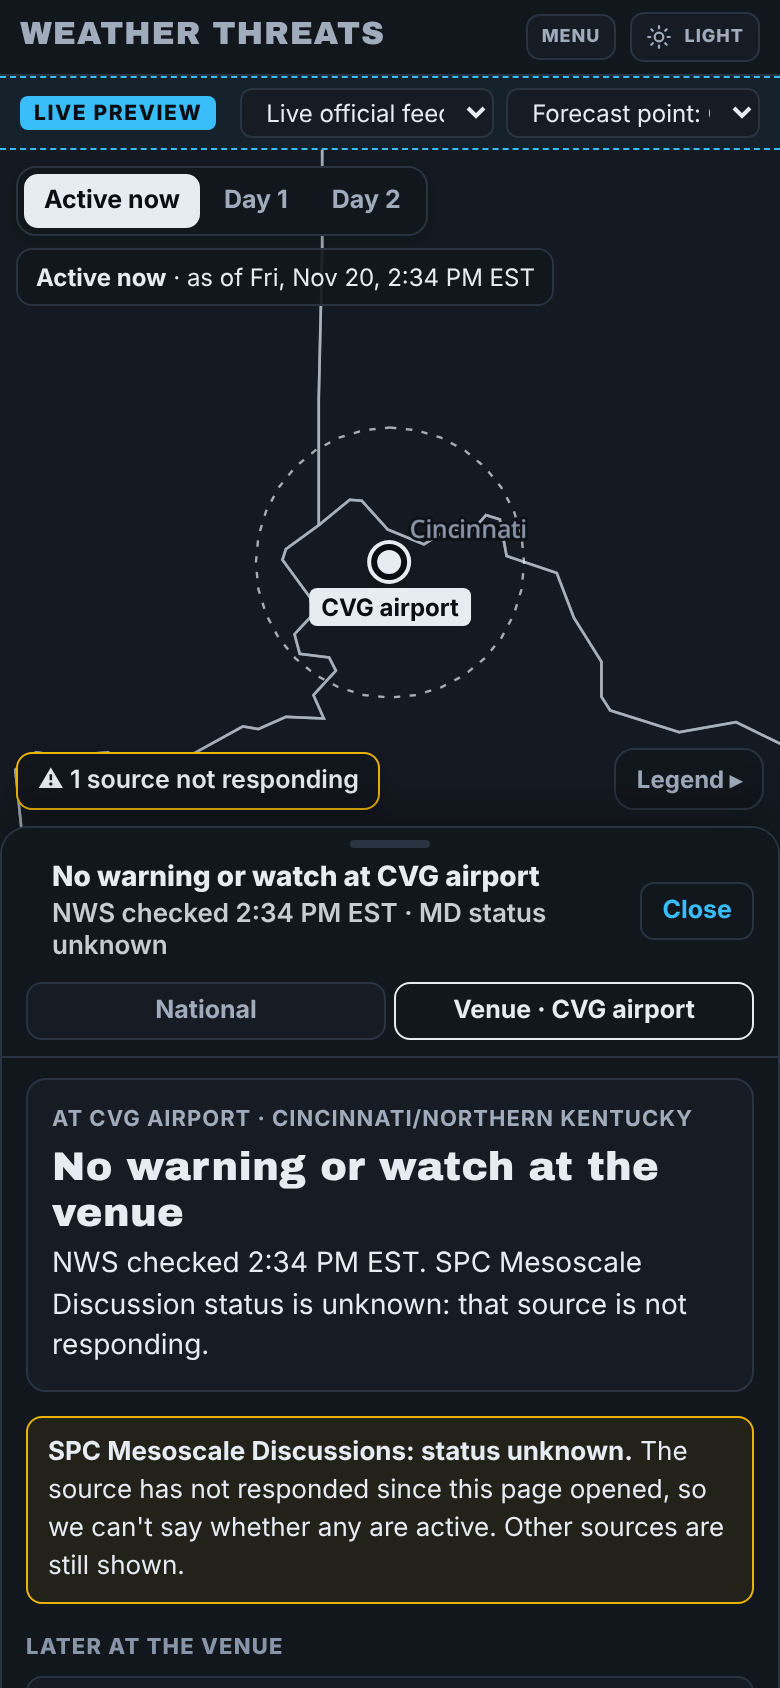 WEATHER THREATS
MENU
LIGHT
LIVE PREVIEW
Live official feed
Forecast point:
Active now
Day 1
Day 2
Active now · as of Fri, Nov 20, 2:34 PM EST
Cincinnati
CVG airport
⚠ 1 source not responding
Legend ▸
No warning or watch at CVG airport
NWS checked 2:34 PM EST · MD status
unknown
Close
National
Venue · CVG airport
AT CVG AIRPORT · CINCINNATI/NORTHERN KENTUCKY
No warning or watch at the
venue
NWS checked 2:34 PM EST. SPC Mesoscale
Discussion status is unknown: that source is not
responding.
SPC Mesoscale Discussions: status unknown. The
source has not responded since this page opened, so
we can't say whether any are active. Other sources are
still shown.
LATER AT THE VENUE